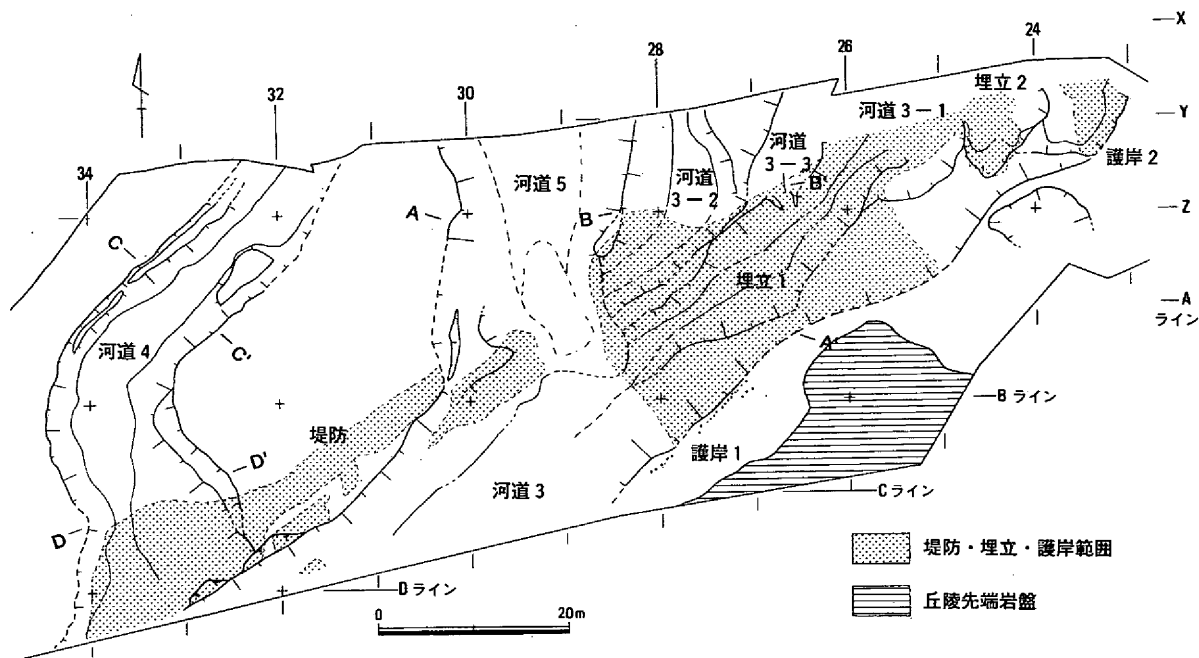 X
24
26
28
埋立2
30
32
河道3-1
Y
護岸2
河道
3-3
34
河道5
河道
3-2
B'
A
B
Z
C
埋立1
A
ライン
河道4
C'
A'
Bライン
堤防
護岸1
D'
河道3
Cライン
D
堤防・埋立・護岸範囲
Dライン
丘陵先端岩盤
0
20m